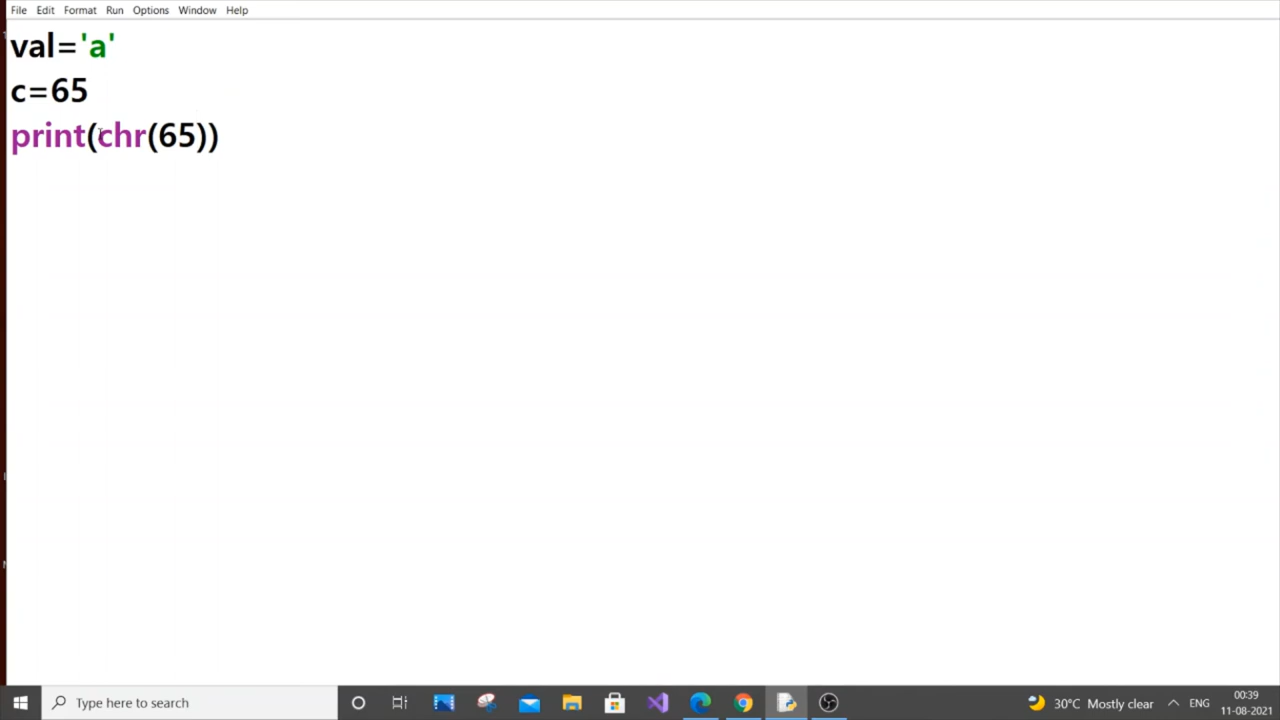 File Edit Format Run Options Window Help
val='a'
c=65
print(chr(65))
Type here to search
30°C Mostly clear
ENG
00:39
11-08-2021